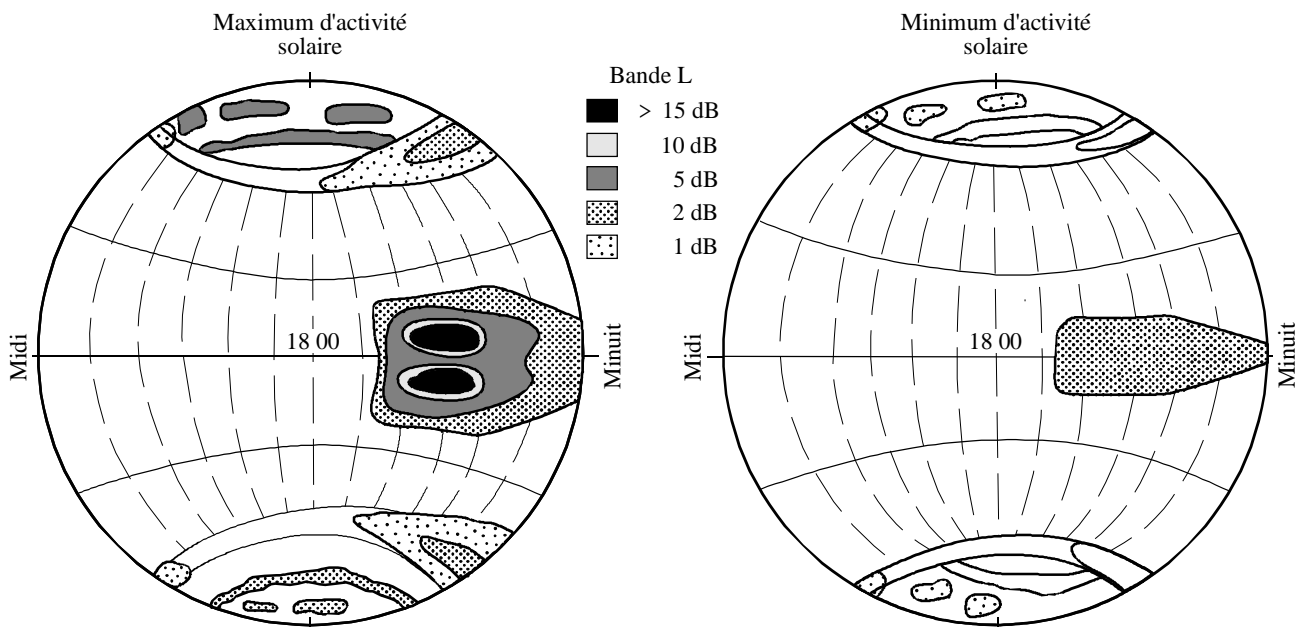 Maximum d'activité
solaire
Minimum d'activité
solaire
Bande L
> 15 dB
10 dB
5 dB
2 dB
1 dB
Midi
18 00
Minuit
Midi
18 00
Minuit